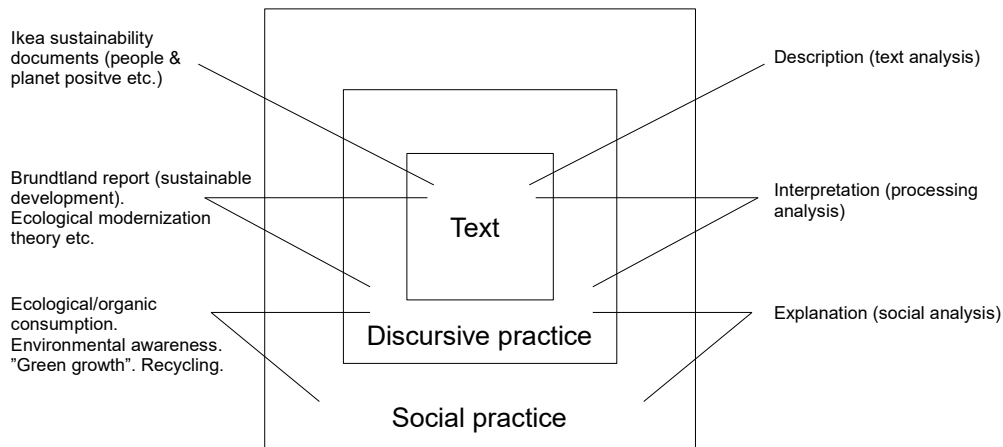 Ikea sustainability
documents (people &
planet positve etc.)
Description (text analysis)
Brundtland report (sustainable
development).
Ecological modernization
theory etc.
Interpretation (processing
analysis)
Text
Ecological/organic
consumption.
Environmental awareness.
”Green growth”. Recycling.
Explanation (social analysis)
Discursive practice
Social practice